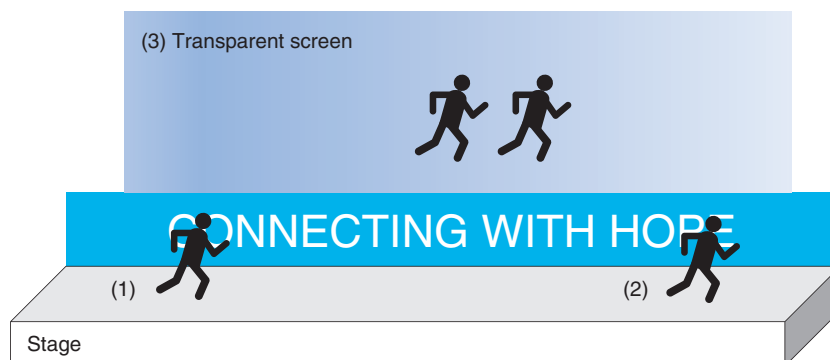 (3) Transparent screen
CONNECTING WITH HOPE
(1)
(2)
Stage